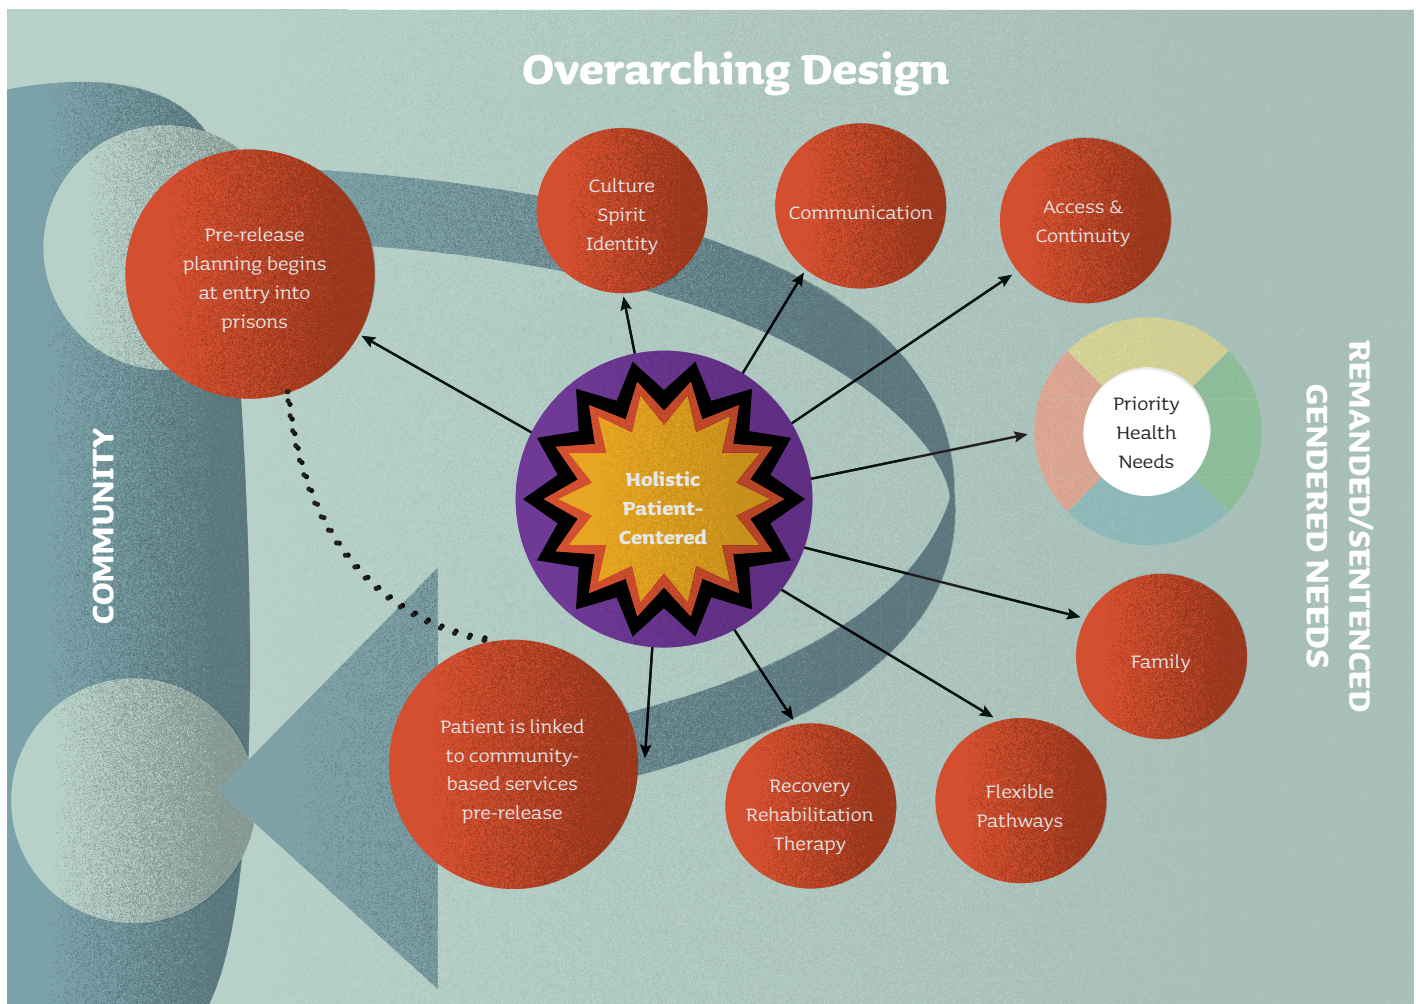 Overarching Design
Culture
Spirit
Identity
Communication
Access &
Continuity
Pre-release
planning begins
at entry into
prisons
Priority
Health
Needs
REMANDED/SENTENCED
GENDERED NEEDS
COMMUNITY
Holistic
Patient-
Centered
Family
Patient is linked
to community-
based services
pre-release
Recovery
Rehabilitation
Therapy
Flexible
Pathways